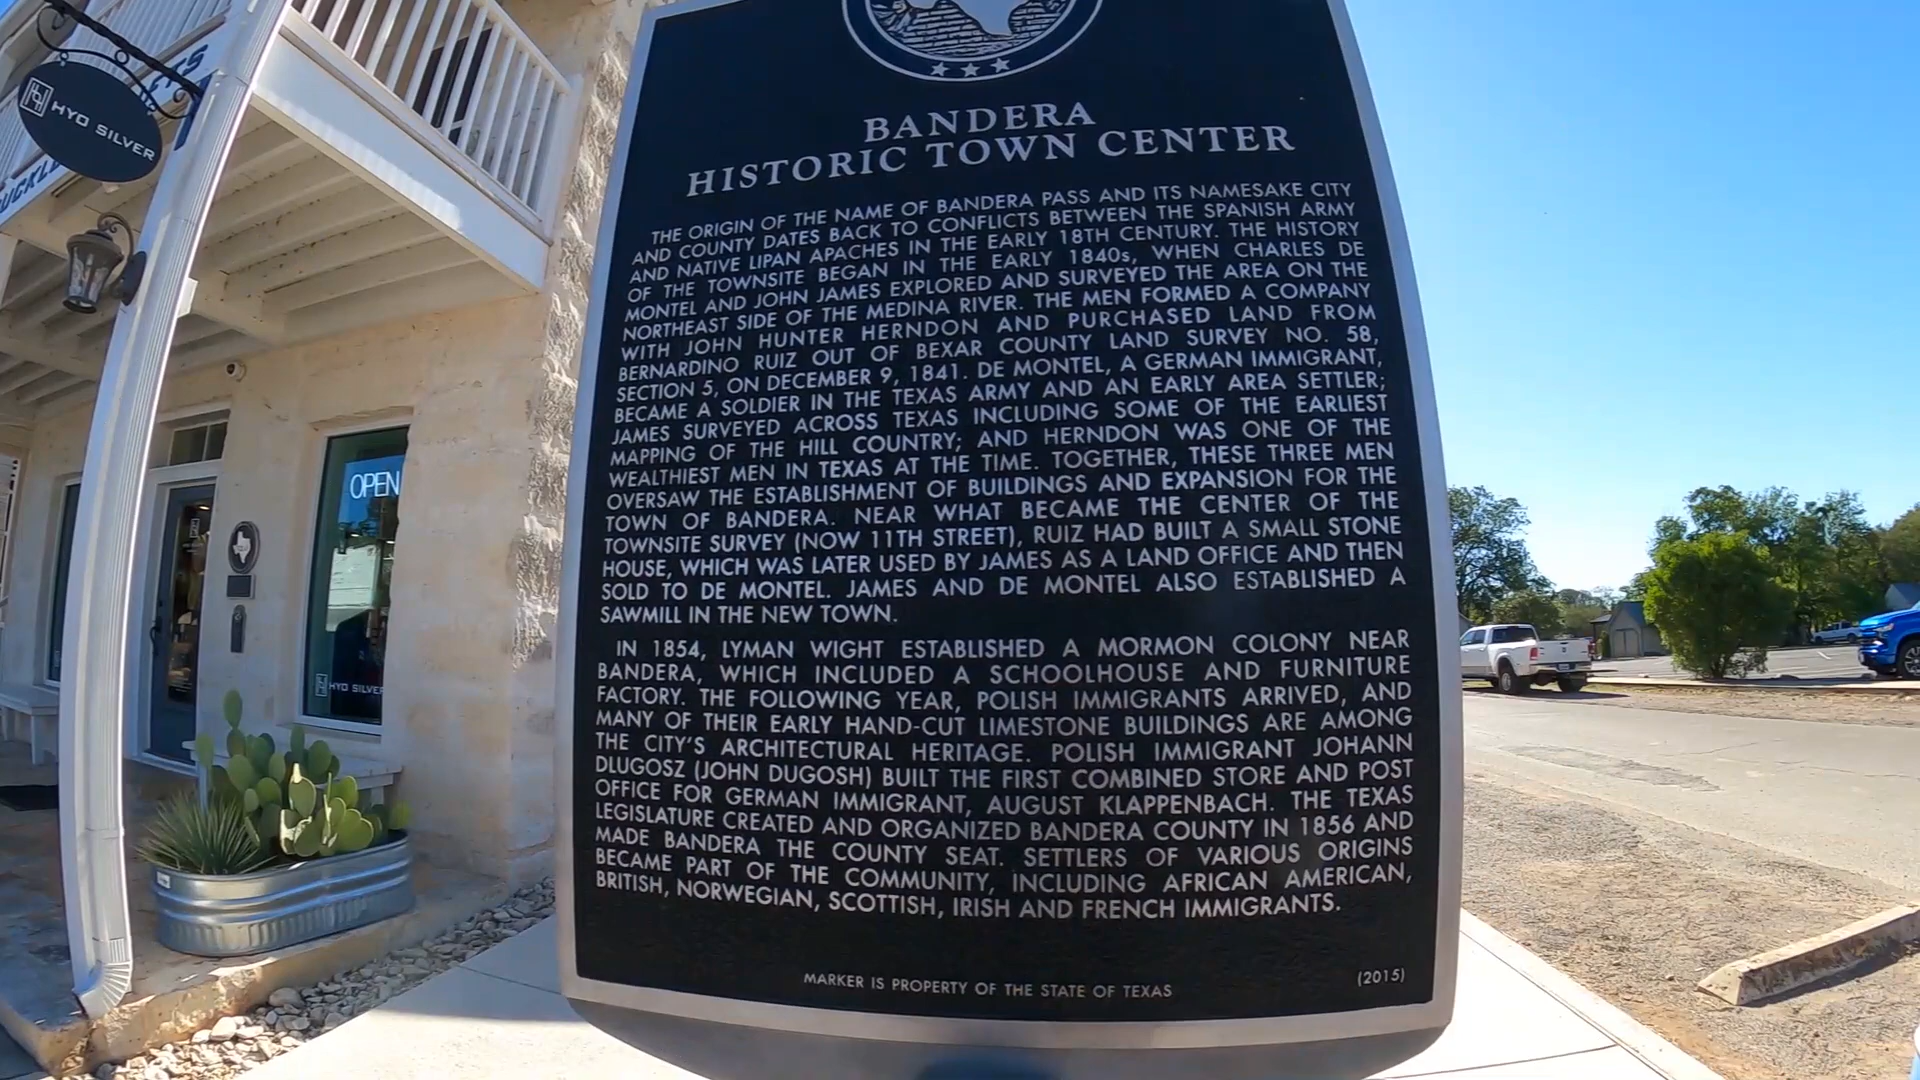 HYO SILVER
OPEN
HYO SILVER
BANDERA
HISTORIC TOWN CENTER
THE ORIGIN OF THE NAME OF BANDERA PASS AND ITS NAMESAKE CITY
AND COUNTY DATES BACK TO CONFLICTS BETWEEN THE SPANISH ARMY
AND NATIVE LIPAN APACHES IN THE EARLY 18TH CENTURY. THE HISTORY
OF THE TOWNSITE BEGAN IN THE EARLY 1840s, WHEN CHARLES DE
MONTEL AND JOHN JAMES EXPLORED AND SURVEYED THE AREA ON THE
NORTHEAST SIDE OF THE MEDINA RIVER. THE MEN FORMED A COMPANY
WITH JOHN HUNTER HERNDON AND PURCHASED LAND FROM
BERNARDINO RUIZ OUT OF BEXAR COUNTY LAND SURVEY NO. 58,
SECTION 5, ON DECEMBER 9, 1841. DE MONTEL, A GERMAN IMMIGRANT,
BECAME A SOLDIER IN THE TEXAS ARMY AND AN EARLY AREA SETTLER;
JAMES SURVEYED ACROSS TEXAS INCLUDING SOME OF THE EARLIEST
MAPPING OF THE HILL COUNTRY; AND HERNDON WAS ONE OF THE
WEALTHIEST MEN IN TEXAS AT THE TIME. TOGETHER, THESE THREE MEN
OVERSAW THE ESTABLISHMENT OF BUILDINGS AND EXPANSION FOR THE
TOWN OF BANDERA. NEAR WHAT BECAME THE CENTER OF THE
TOWNSITE SURVEY (NOW 11TH STREET), RUIZ HAD BUILT A SMALL STONE
HOUSE, WHICH WAS LATER USED BY JAMES AS A LAND OFFICE AND THEN
SOLD TO DE MONTEL. JAMES AND DE MONTEL ALSO ESTABLISHED A
SAWMILL IN THE NEW TOWN.
IN 1854, LYMAN WIGHT ESTABLISHED A MORMON COLONY NEAR
BANDERA, WHICH INCLUDED A SCHOOLHOUSE AND FURNITURE
FACTORY. THE FOLLOWING YEAR, POLISH IMMIGRANTS ARRIVED, AND
MANY OF THEIR EARLY HAND-CUT LIMESTONE BUILDINGS ARE AMONG
THE CITY'S ARCHITECTURAL HERITAGE. POLISH IMMIGRANT JOHANN
DLUGOSZ (JOHN DUGOSH) BUILT THE FIRST COMBINED STORE AND POST
OFFICE FOR GERMAN IMMIGRANT, AUGUST KLAPPENBACH. THE TEXAS
LEGISLATURE CREATED AND ORGANIZED BANDERA COUNTY IN 1856 AND
MADE BANDERA THE COUNTY SEAT. SETTLERS OF VARIOUS ORIGINS
BECAME PART OF THE COMMUNITY, INCLUDING AFRICAN AMERICAN,
BRITISH, NORWEGIAN, SCOTTISH, IRISH AND FRENCH IMMIGRANTS.
(2015)
MARKER IS PROPERTY OF THE STATE OF TEXAS